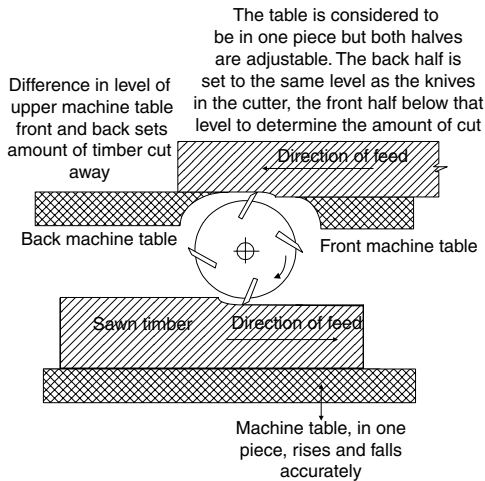 The table is considered to
be in one piece but both halves
are adjustable. The back half is
set to the same level as the knives
in the cutter, the front half below that
level to determine the amount of cut
Difference in level of
upper machine table
front and back sets
amount of timber cut
away
Direction of feed
Back machine table
Front machine table
Sawn timber
Direction of feed
Machine table, in one
piece, rises and falls
accurately